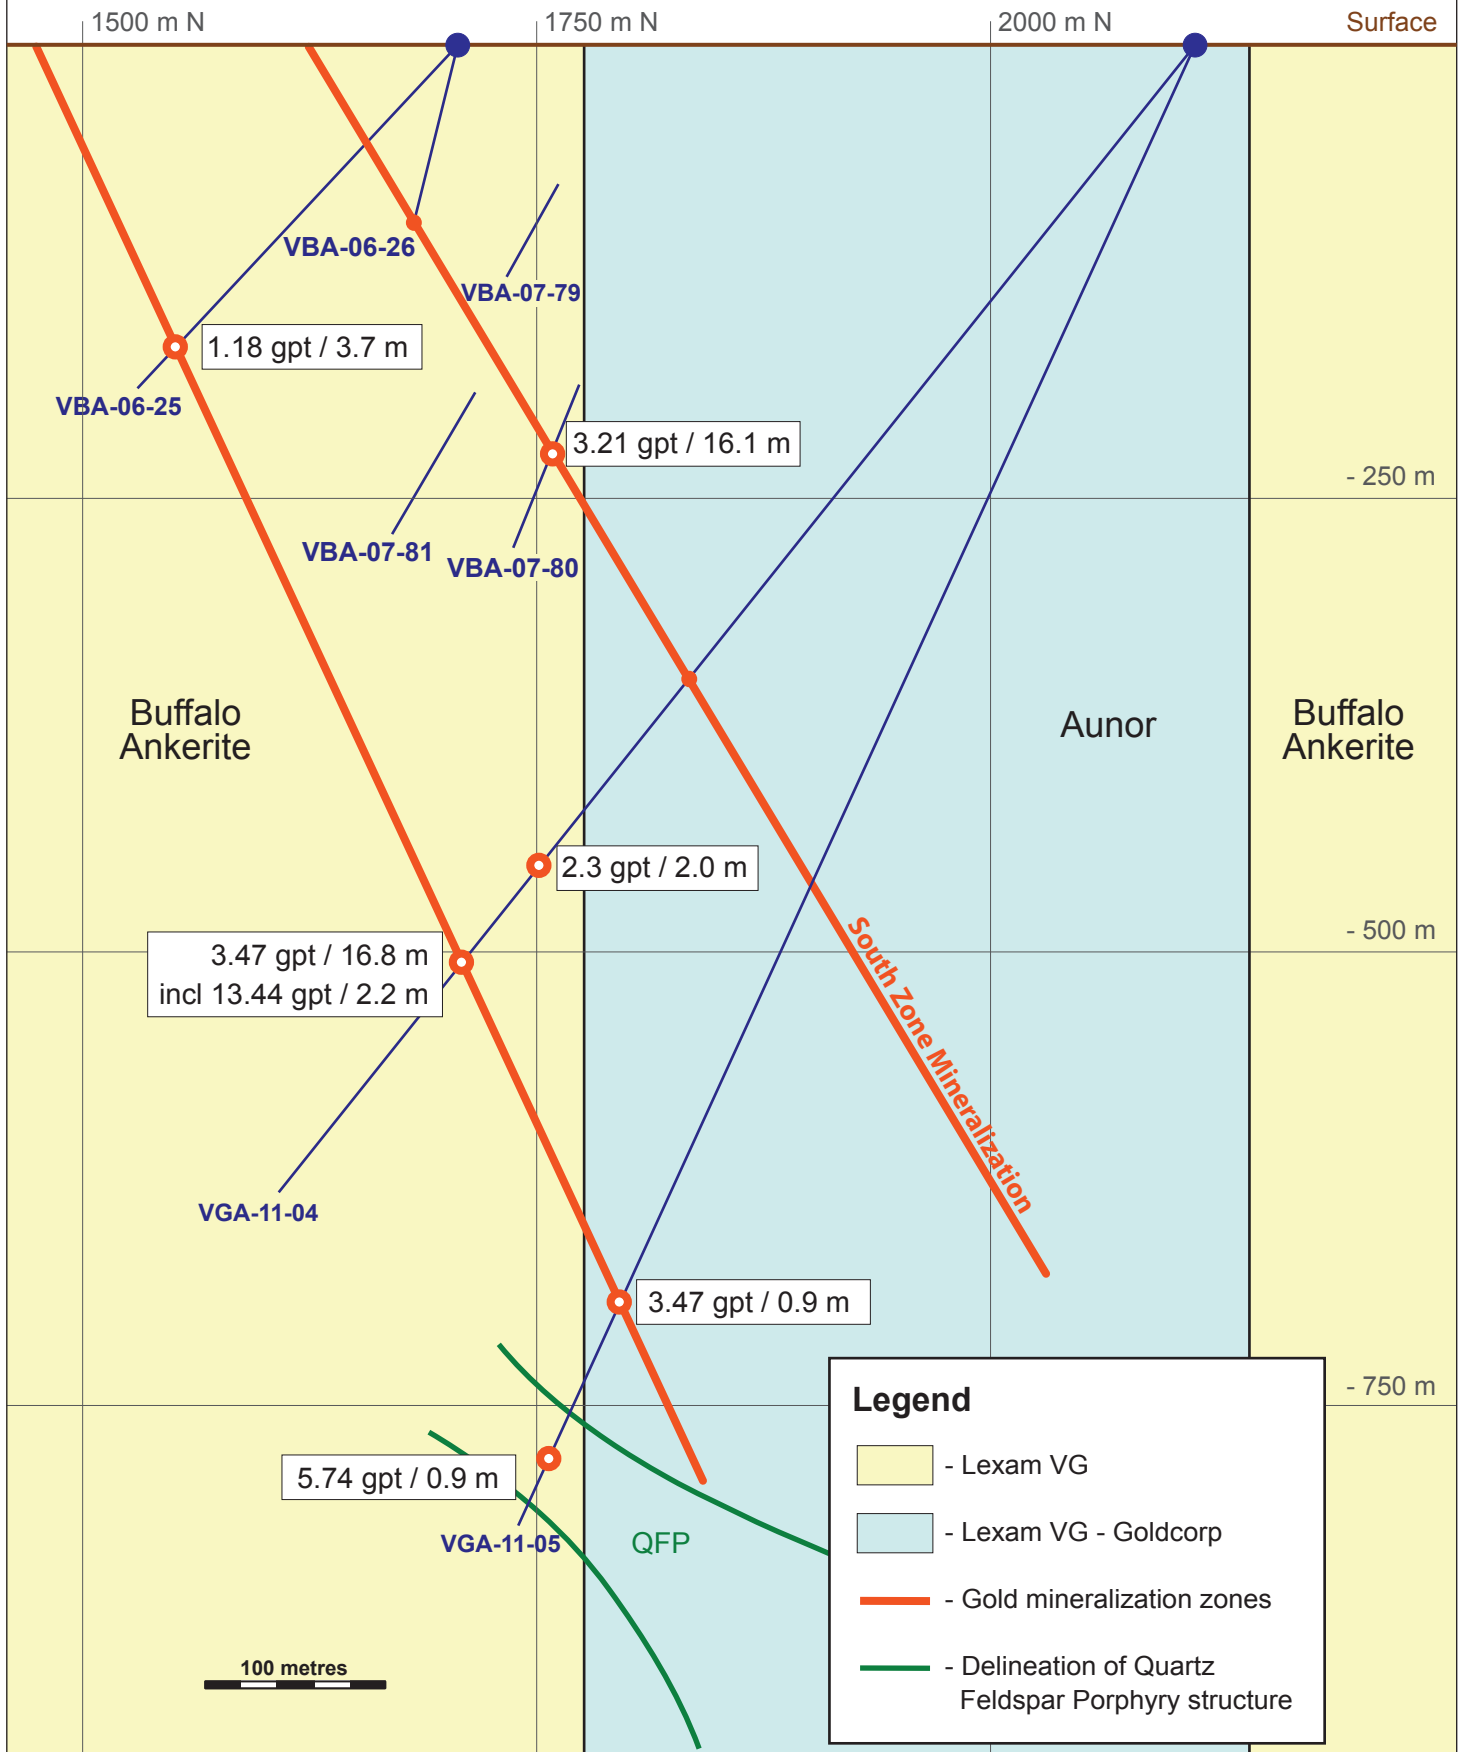 1500 m N
1750 m N
2000 m N
Surface
VBA-06-26
VBA-07-79
1.18 gpt / 3.7 m
VBA-06-25
3.21 gpt / 16.1 m
- 250 m
VBA-07-81
VBA-07-80
Buffalo
Ankerite
Aunor
Buffalo
Ankerite
2.3 gpt / 2.0 m
South Zone Mineralization
- 500 m
3.47 gpt / 16.8 m
incl 13.44 gpt / 2.2 m
VGA-11-04
3.47 gpt / 0.9 m
- 750 m
5.74 gpt / 0.9 m
VGA-11-05
QFP
100 metres
Legend
- Lexam VG
- Lexam VG - Goldcorp
- Gold mineralization zones
- Delineation of Quartz
Feldspar Porphyry structure